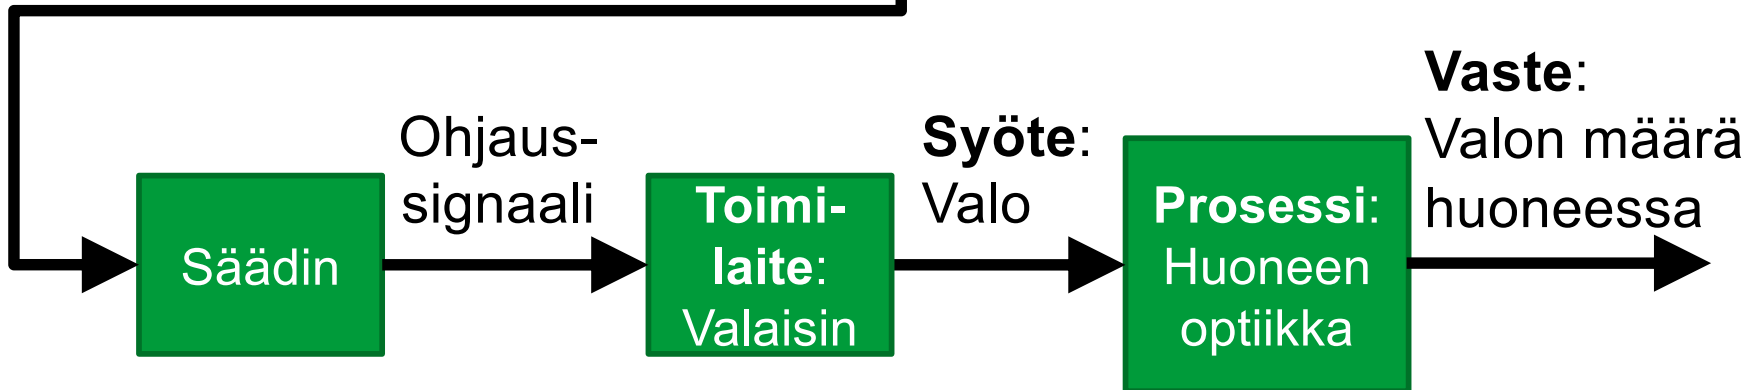 Säädin
Ohjaus-
signaali
Toimi-
laite:
Valaisin
Syöte:
Valo
Prosessi:
Huoneen
optiikka
Vaste:
Valon määrä
huoneessa